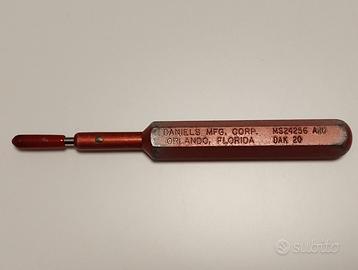 DANIELS MFG. CORP. MS24256 A20
ORLANDO, FLORIDA DAK 20
subito